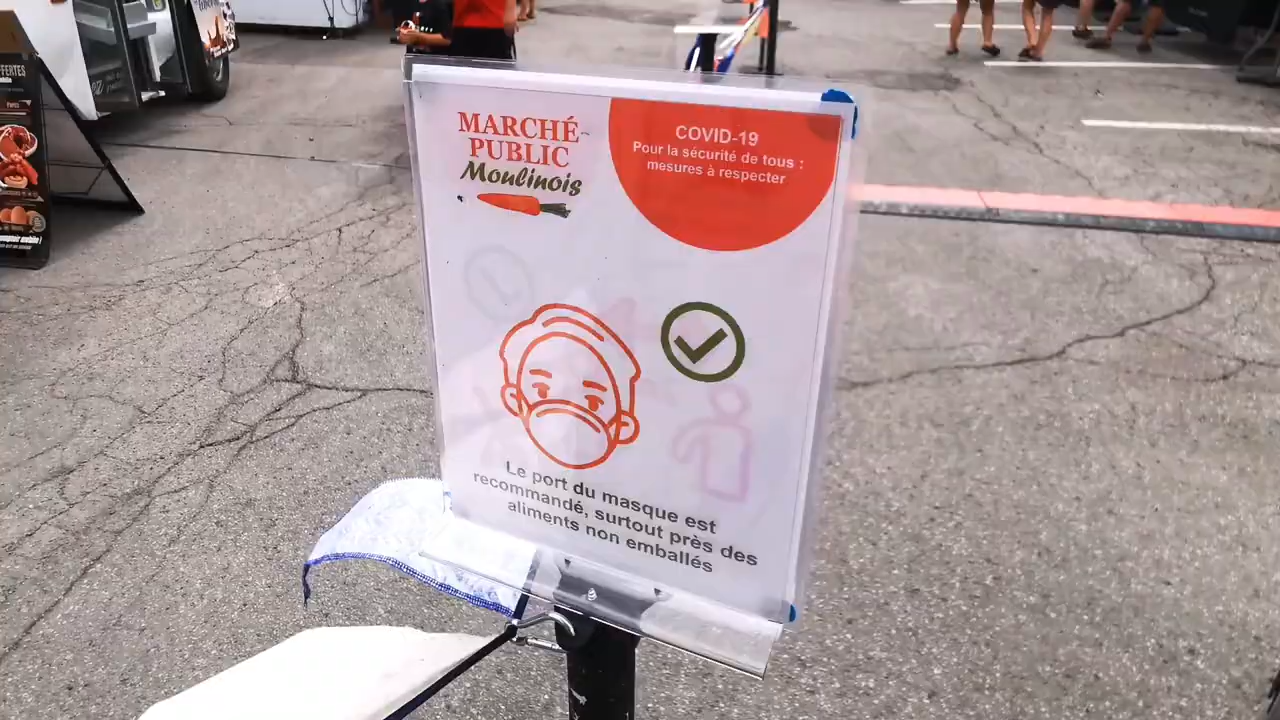 MARCHÉ
PUBLIC
Moulinois
COVID-19
Pour la sécurité de tous :
mesures à respecter
Le port du masque est
recommandé, surtout près des
aliments non emballés